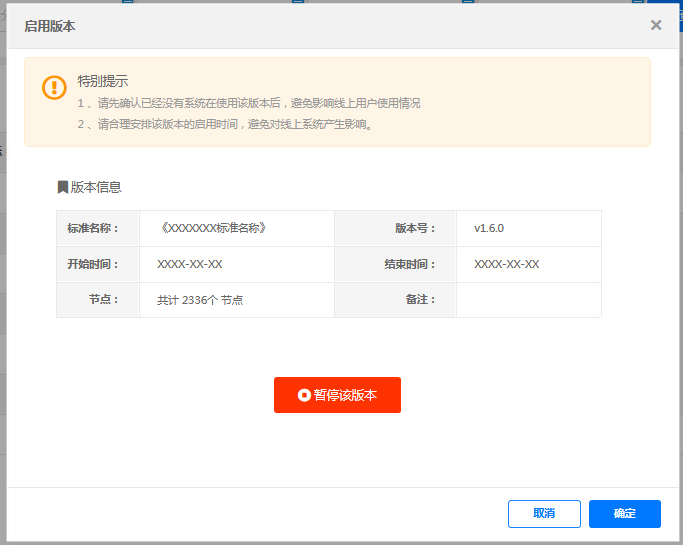 启用版本
特别提示
1 、请先确认已经没有系统在使用该版本后，避免影响线上用户使用情况
2 、请合理安排该版本的启用时间，避免对线上系统产生影响。
版本信息
标准名称： 《XXXXXXX标准名称》 版本号： v1.6.0
开始时间： XXXX-XX-XX 结束时间： XXXX-XX-XX
节点： 共计 2336个 节点 备注：
暂停该版本
取消 确定